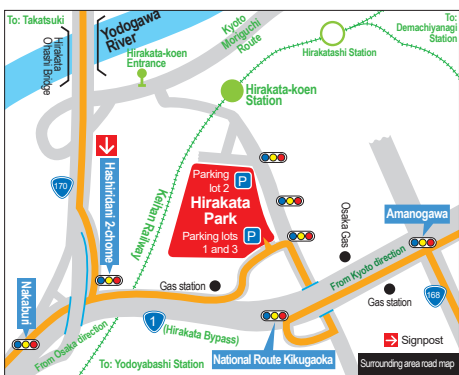 To: Takatsuki
Yodogawa
River
Hirakata
Ohashi Bridge
Hirakata-koen
Entrance
Kyoto
Moriguchi
Route
Hirakatashi Station
To:
Demachiyanagi
Station
Hirakata-koen
Station
170
Hashiridani 2-chome
Keihan Railway
Parking
lot 2
P
Hirakata
Park
Parking lots
1 and 3
P
Osaka Gas
Amanogawa
From Kyoto direction
Gas station
Gas station
168
Nakaburi
From Osaka direction
1
(Hirakata Bypass)
National Route Kikugaoka
To: Yodoyabashi Station
Signpost
Surrounding area road map